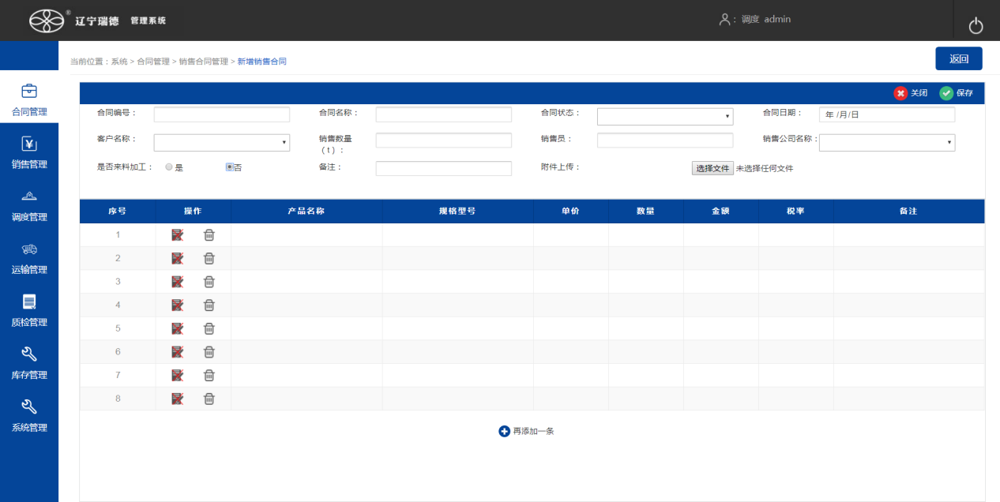 ® 辽宁瑞德 管理系统 : 调度 admin
当前位置：系统 > 合同管理 > 销售合同管理 > 新增销售合同 返回
关闭 保存
合同管理
销售管理
调度管理
运输管理
质检管理
库存管理
系统管理
合同编号： 合同名称： 合同状态： 合同日期： 年 /月/日
客户名称： 销售数量（t）： 销售员： 销售公司名称：
是否来料加工： 是 否 备注： 附件上传： 选择文件 未选择任何文件
序号 操作 产品名称 规格型号 单价 数量 金额 税率 备注
1
2
3
4
5
6
7
8
再添加一条